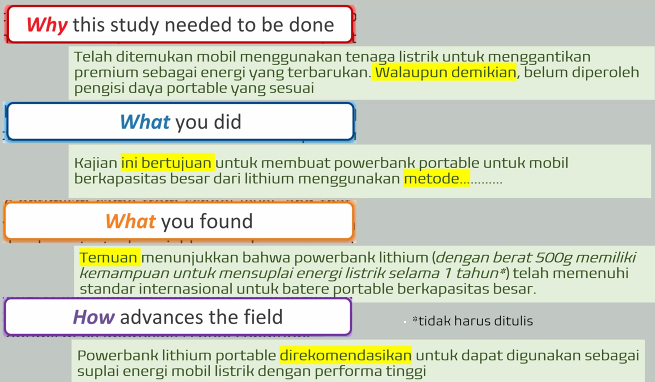 Why this study needed to be done
Telah ditemukan mobil menggunakan tenaga listrik untuk menggantikan
premium sebagai energi yang terbarukan. Walaupun demikian, belum diperoleh
pengisi daya portable yang sesuai
What you did
Kajian ini bertujuan untuk membuat powerbank portable untuk mobil
berkapasitas besar dari lithium menggunakan metode...........
What you found
Temuan menunjukkan bahwa powerbank lithium (dengan berat 500g memiliki
kemampuan untuk mensuplai energi listrik selama 1 tahun*) telah memenuhi
standar internasional untuk batere portable berkapasitas besar.
How advances the field
• *tidak harus ditulis
Powerbank lithium portable direkomendasikan untuk dapat digunakan sebagai
suplai energi mobil listrik dengan performa tinggi